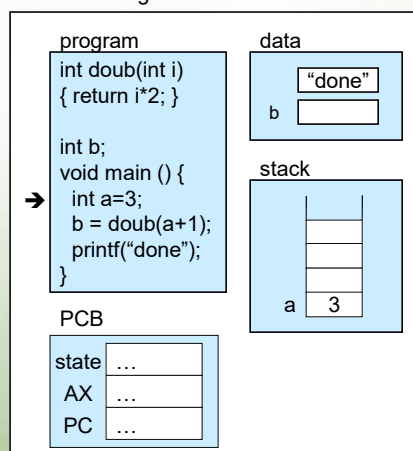 program
int doub(int i)
{ return i*2; }
int b;
void main () {
int a=3;
b = doub(a+1);
printf(“done”);
}
data
“done”
b
stack
a 3
PCB
state ...
AX ...
PC ...